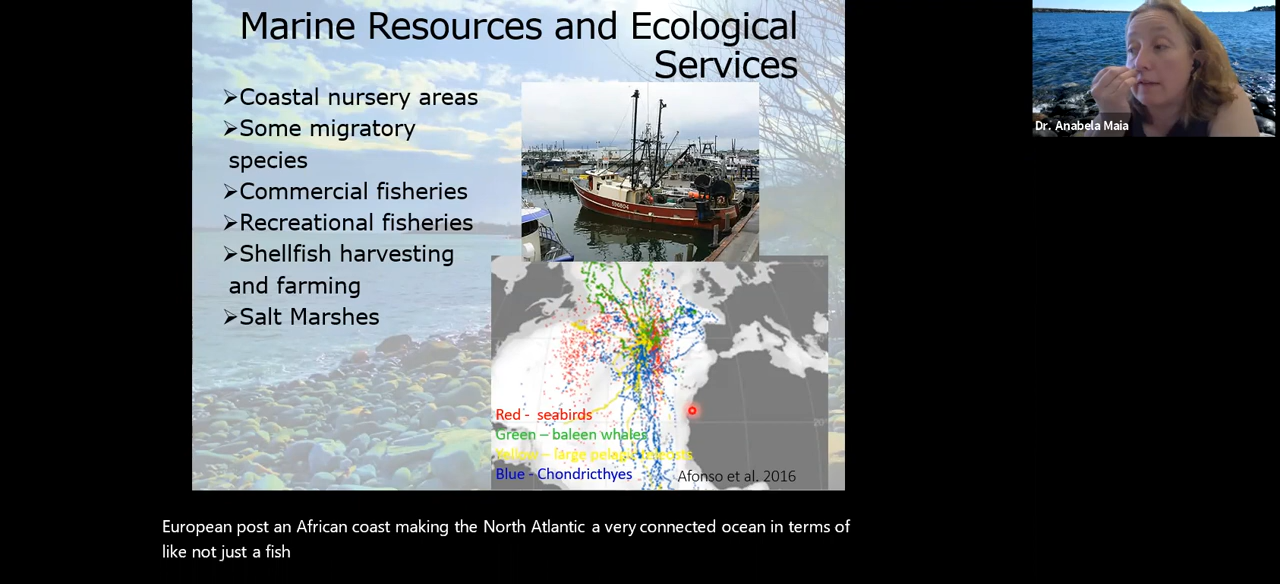 Marine Resources and Ecological
Services
➢Coastal nursery areas
➢Some migratory
species
➢Commercial fisheries
➢Recreational fisheries
➢Shellfish harvesting
and farming
➢Salt Marshes
60°
20°
Red - seabirds
Green – baleen whales
Yellow – large pelagic teleosts
Blue - Chondricthyes
Afonso et al. 2016
Dr. Anabela Maia
European post an African coast making the North Atlantic a very connected ocean in terms of
like not just a fish